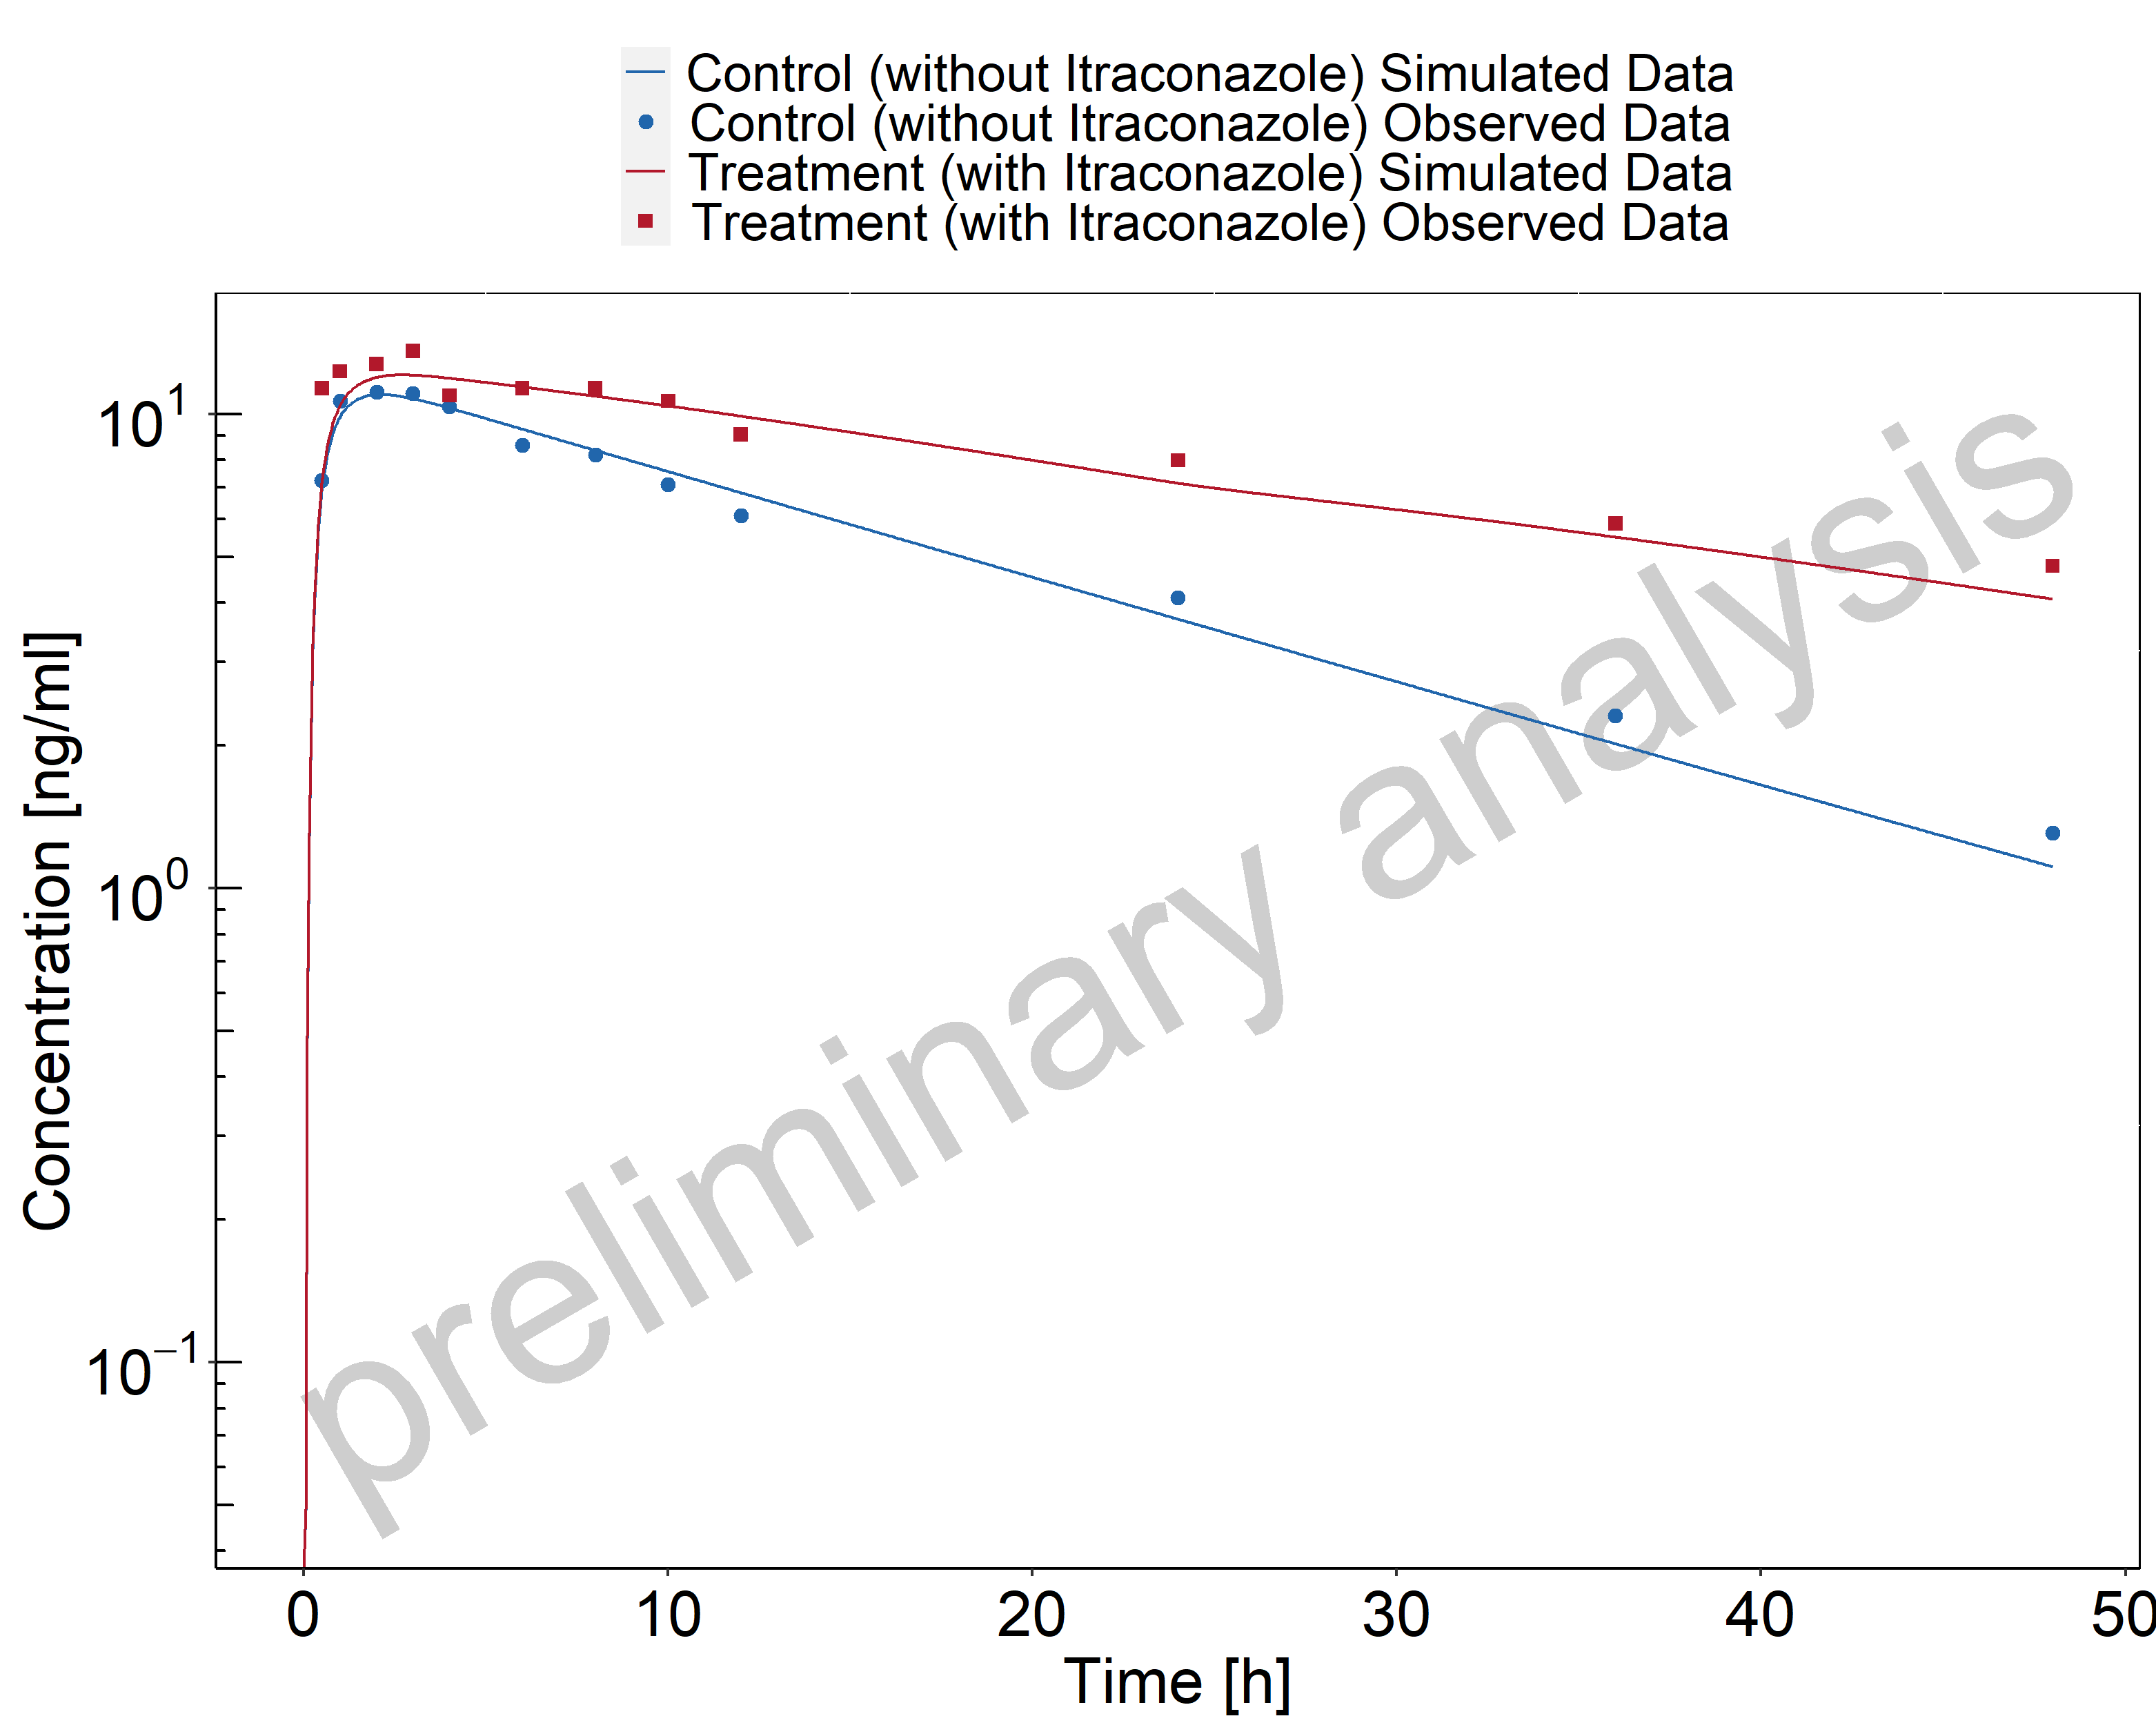 Control (without Itraconazole) Simulated Data
Control (without Itraconazole) Observed Data
Treatment (with Itraconazole) Simulated Data
Treatment (with Itraconazole) Observed Data
Concentration [ng/ml]
10¹
10⁰
10⁻¹
preliminary analysis
0 10 20 30 40 50
Time [h]